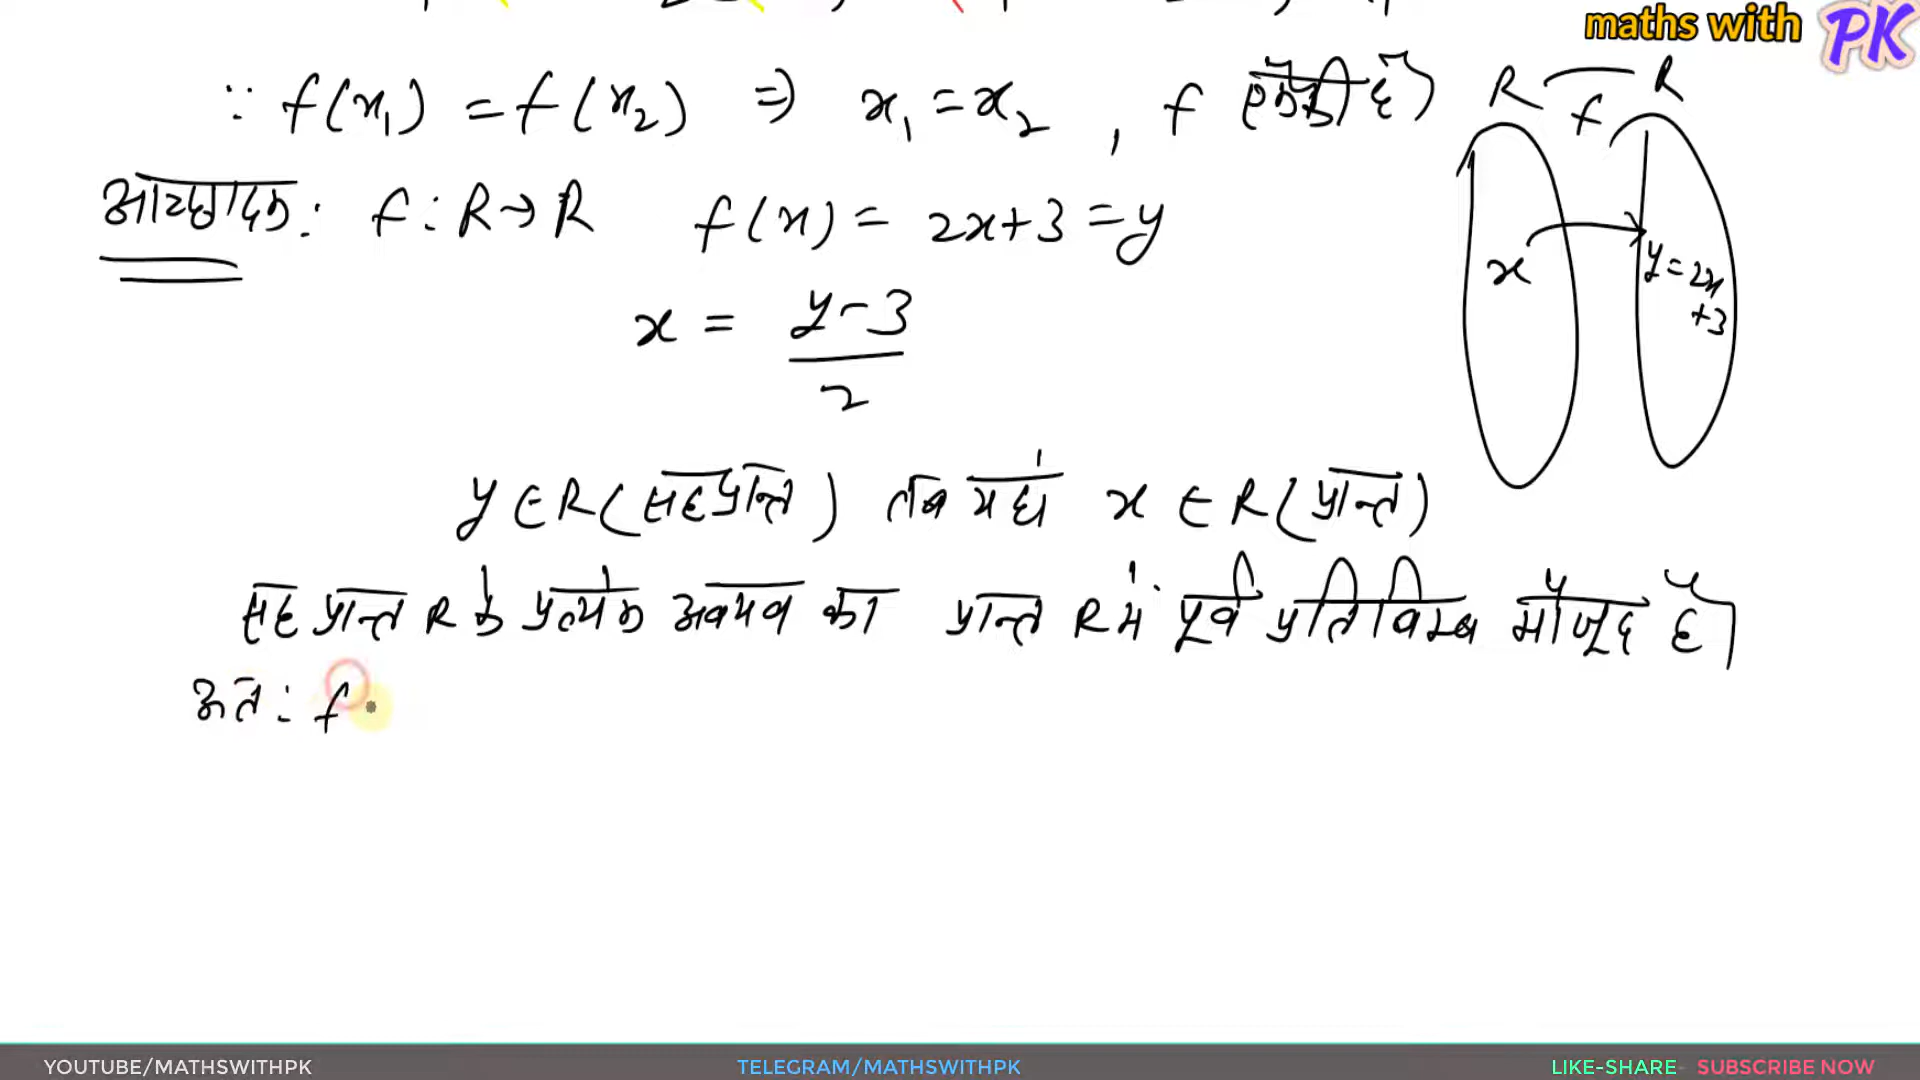 maths with PK
∵ f(x₁) = f(x₂) ⇒ x₁ = x₂ , f एकैकी है।
R f R
आच्छादक : f : R → R f(x) = 2x+3 = y
x = (y-3)/2
x
y = 2x
+3
y ∈ R (सहप्रान्त) तब x ∈ R (प्रान्त)
सह प्रान्त R के प्रत्येक अवयव का प्रान्त R में पूर्व प्रतिबिम्ब मौजूद है।
अतः f
YOUTUBE/MATHSWITHPK
TELEGRAM/MATHSWITHPK
LIKE-SHARE- SUBSCRIBE NOW